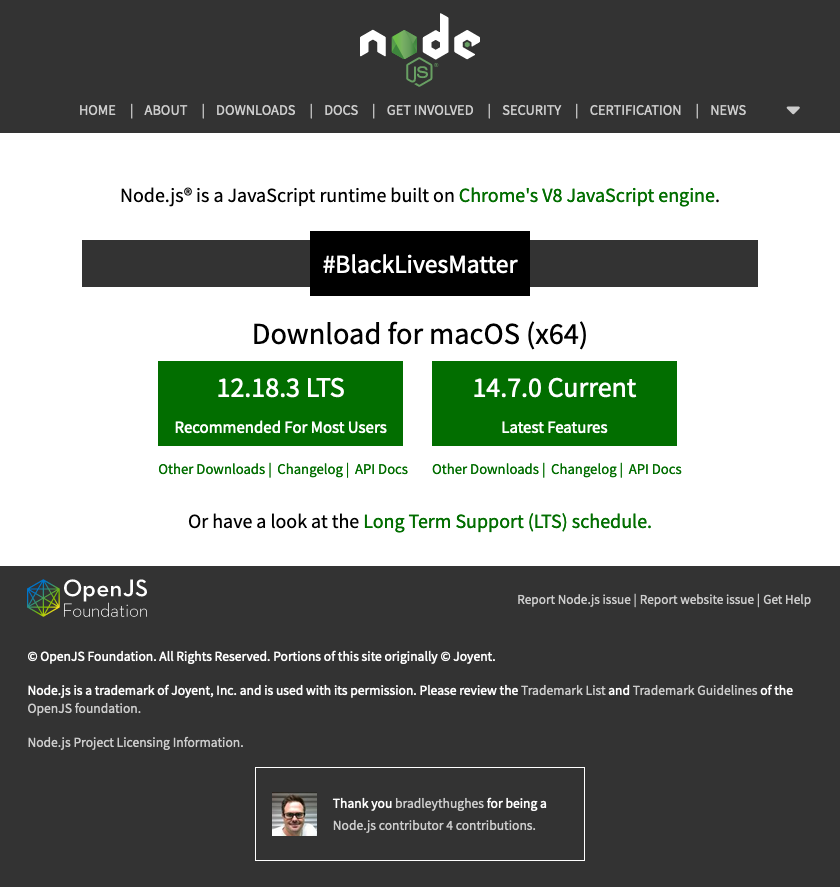 node
JS
HOME | ABOUT | DOWNLOADS | DOCS | GET INVOLVED | SECURITY | CERTIFICATION | NEWS
Node.js® is a JavaScript runtime built on Chrome's V8 JavaScript engine.
#BlackLivesMatter
Download for macOS (x64)
12.18.3 LTS
Recommended For Most Users
Other Downloads | Changelog | API Docs
14.7.0 Current
Latest Features
Other Downloads | Changelog | API Docs
Or have a look at the Long Term Support (LTS) schedule.
OpenJS
Foundation
Report Node.js issue | Report website issue | Get Help
© OpenJS Foundation. All Rights Reserved. Portions of this site originally © Joyent.
Node.js is a trademark of Joyent, Inc. and is used with its permission. Please review the Trademark List and Trademark Guidelines of the
OpenJS foundation.
Node.js Project Licensing Information.
Thank you bradleythughes for being a
Node.js contributor 4 contributions.